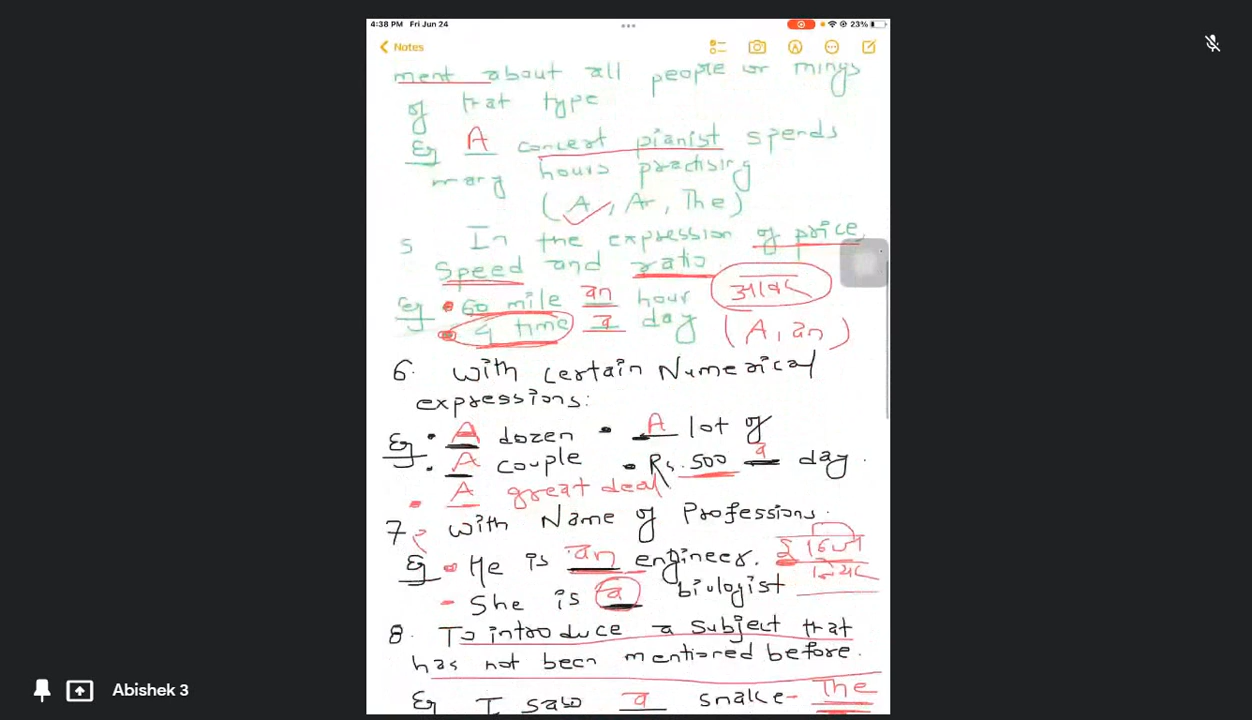 4:38 PM Fri Jun 24
23%
Notes
ment about all people or things
of that type
Eg A concert pianist spends
many hours practising
(A, An, The)
5 In the expression of price
speed and ratio
Eg 60 mile an hour आवर
4 time a day (A, an)
6. With certain Numerical
expressions:
Eg • A dozen • A lot of
• A couple • Rs. 500 a day.
• A great deal
7 With Name of Professions.
Eg • He is an engineer.
- She is a biologist
8. To introduce a subject that
has not been mentioned before.
Eg I saw a snake- The
Abishek 3